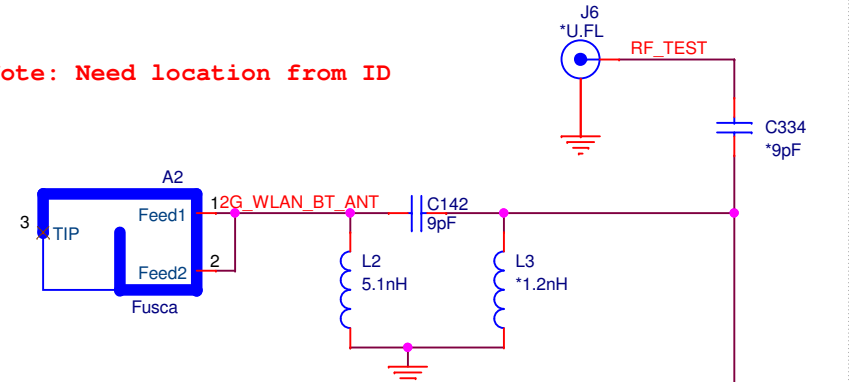 J6
*U.FL
RF_TEST
ote: Need location from ID
C334
*9pF
A2
1
2G_WLAN_BT_ANT
C142
9pF
Feed1
3
TIP
2
Feed2
L2
5.1nH
L3
*1.2nH
Fusca